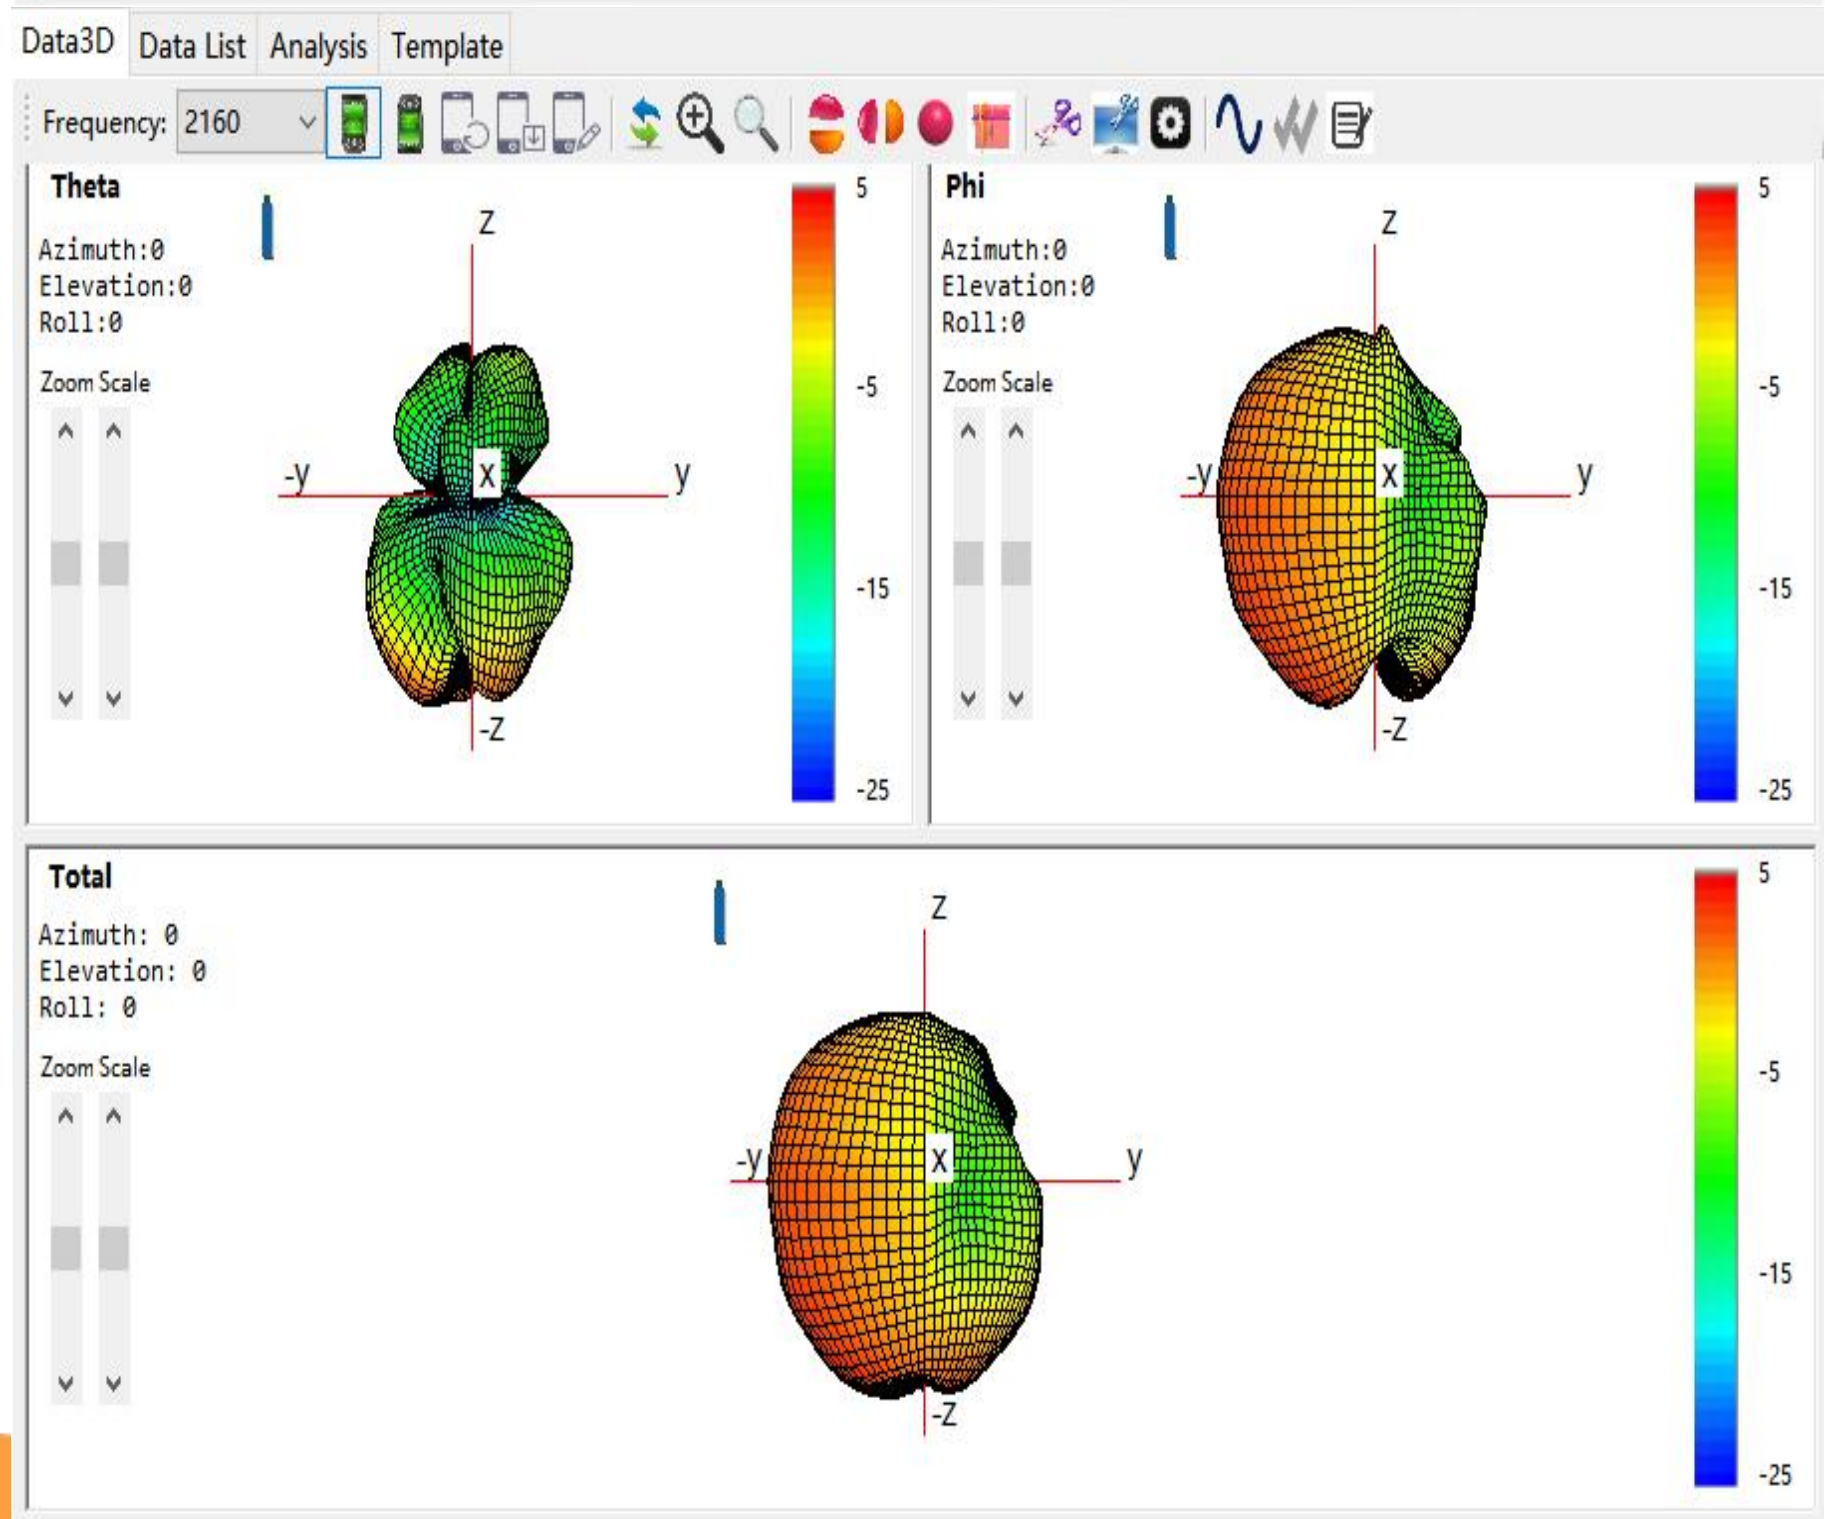 Data3D Data List Analysis Template
Frequency: 2160
Theta
Azimuth:0
Elevation:0
Roll:0
Zoom Scale
Z
-y
X
y
-Z
5
-5
-15
-25
Phi
Azimuth:0
Elevation:0
Roll:0
Zoom Scale
Z
-y
X
y
-Z
5
-5
-15
-25
Total
Azimuth: 0
Elevation: 0
Roll: 0
Zoom Scale
Z
-y
X
y
-Z
5
-5
-15
-25